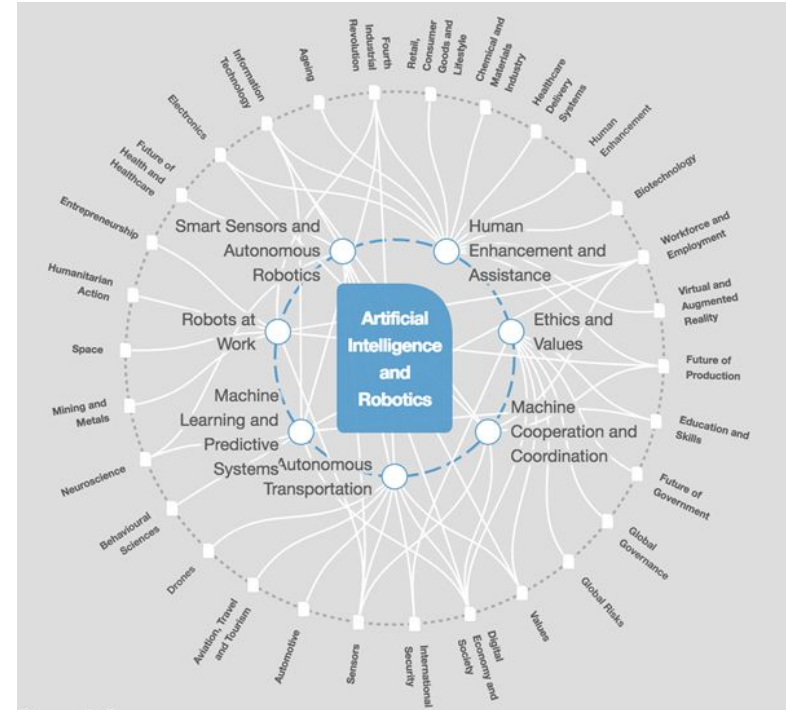 Artificial
Intelligence
and
Robotics
Human
Enhancement and
Assistance
Ethics and
Values
Machine
Cooperation and
Coordination
Autonomous
Transportation
Machine
Learning and
Predictive
Systems
Robots at
Work
Smart Sensors and
Autonomous
Robotics
Fourth
Industrial
Revolution
Retail,
Consumer
Goods and
Lifestyle
Chemical and
Materials
Industry
Healthcare
Delivery
Systems
Human
Enhancement
Biotechnology
Workforce and
Employment
Virtual and
Augmented
Reality
Future of
Production
Education and
Skills
Future of
Government
Global
Governance
Global Risks
Values
Digital
Economy and
Society
International
Security
Sensors
Automotive
Aviation, Travel
and Tourism
Drones
Behavioural
Sciences
Neuroscience
Mining and
Metals
Space
Humanitarian
Action
Entrepreneurship
Future of
Health and
Healthcare
Electronics
Information
Technology
Ageing